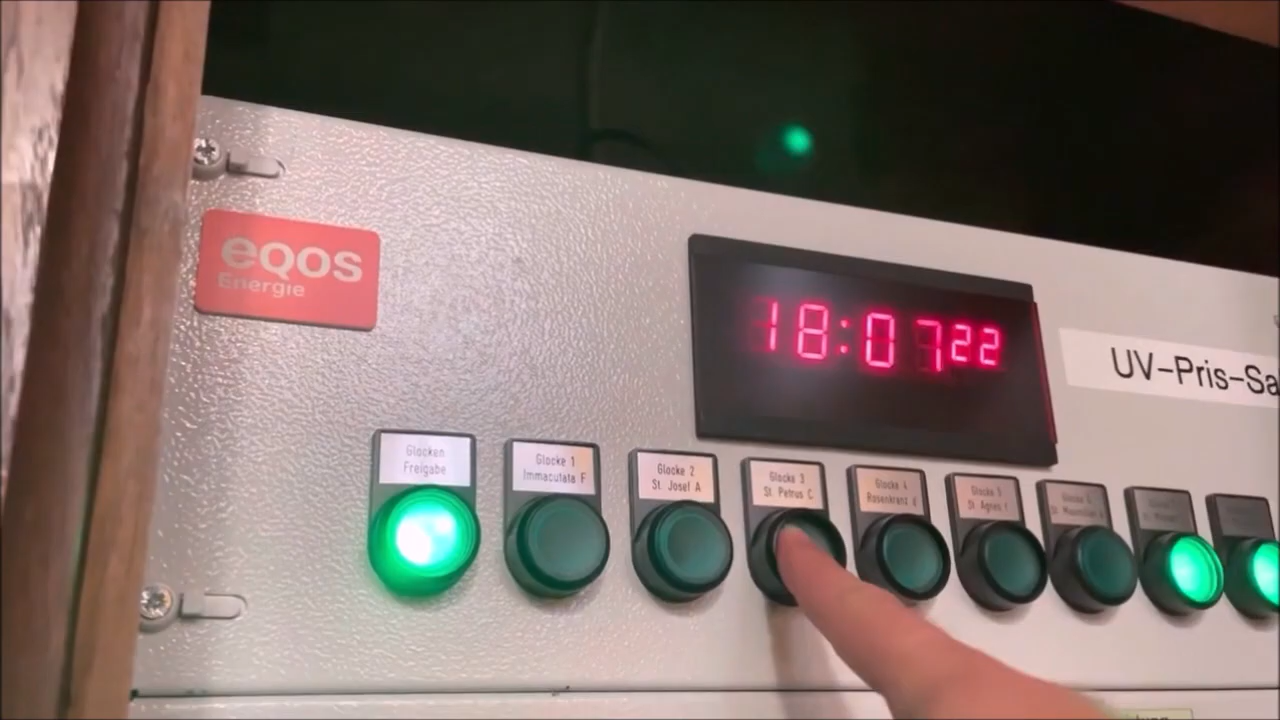 eQOS
Energie
18:07 22
UV-Pris-Sa
Glocken
Freigabe
Glocke 1
Immaculata F
Glocke 2
St. Josef A
Glocke 3
St. Petrus C
Glocke 4
Rosenkranz d
Glocke 5
St. Agnes f